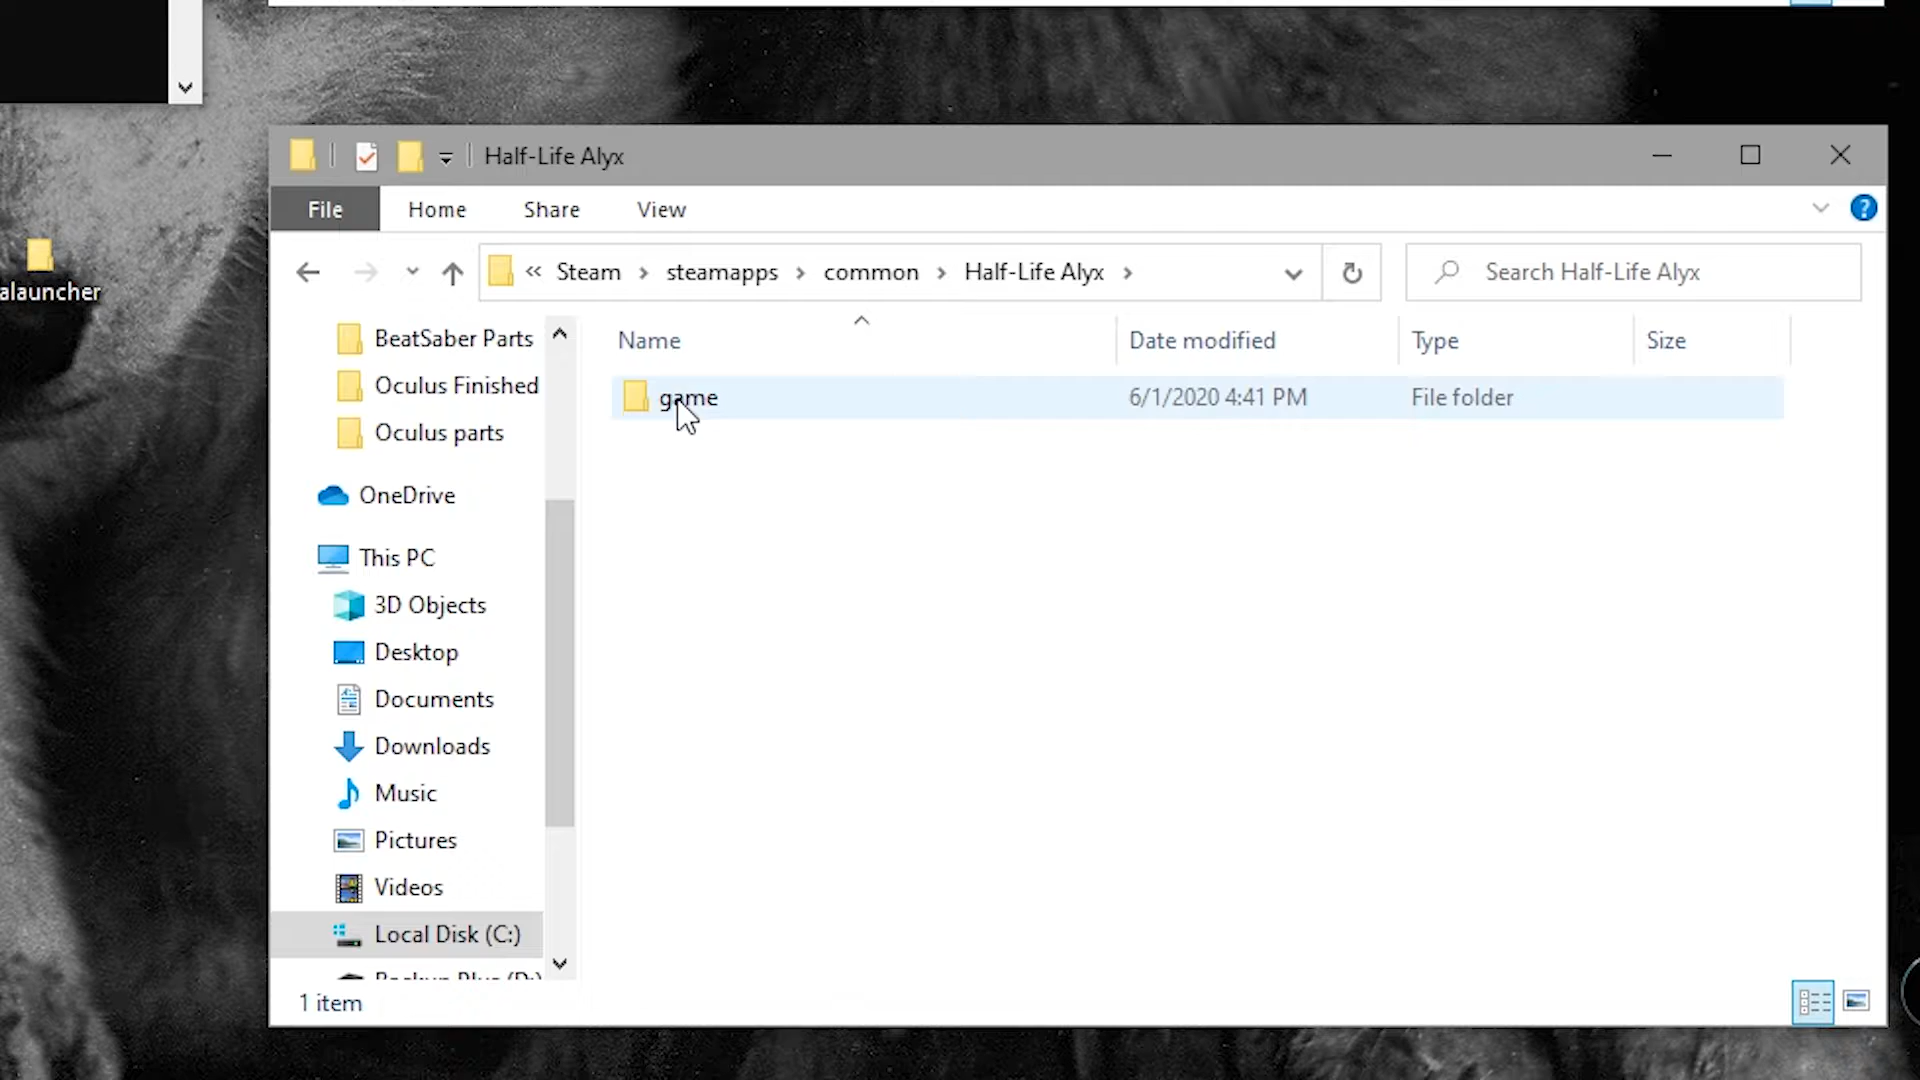 Half-Life Alyx
File Home Share View
« Steam › steamapps › common › Half-Life Alyx ›
Search Half-Life Alyx
alauncher
Name Date modified Type Size
game 6/1/2020 4:41 PM File folder
BeatSaber Parts
Oculus Finished
Oculus parts
OneDrive
This PC
3D Objects
Desktop
Documents
Downloads
Music
Pictures
Videos
Local Disk (C:)
Backup Plus (D:)
1 item